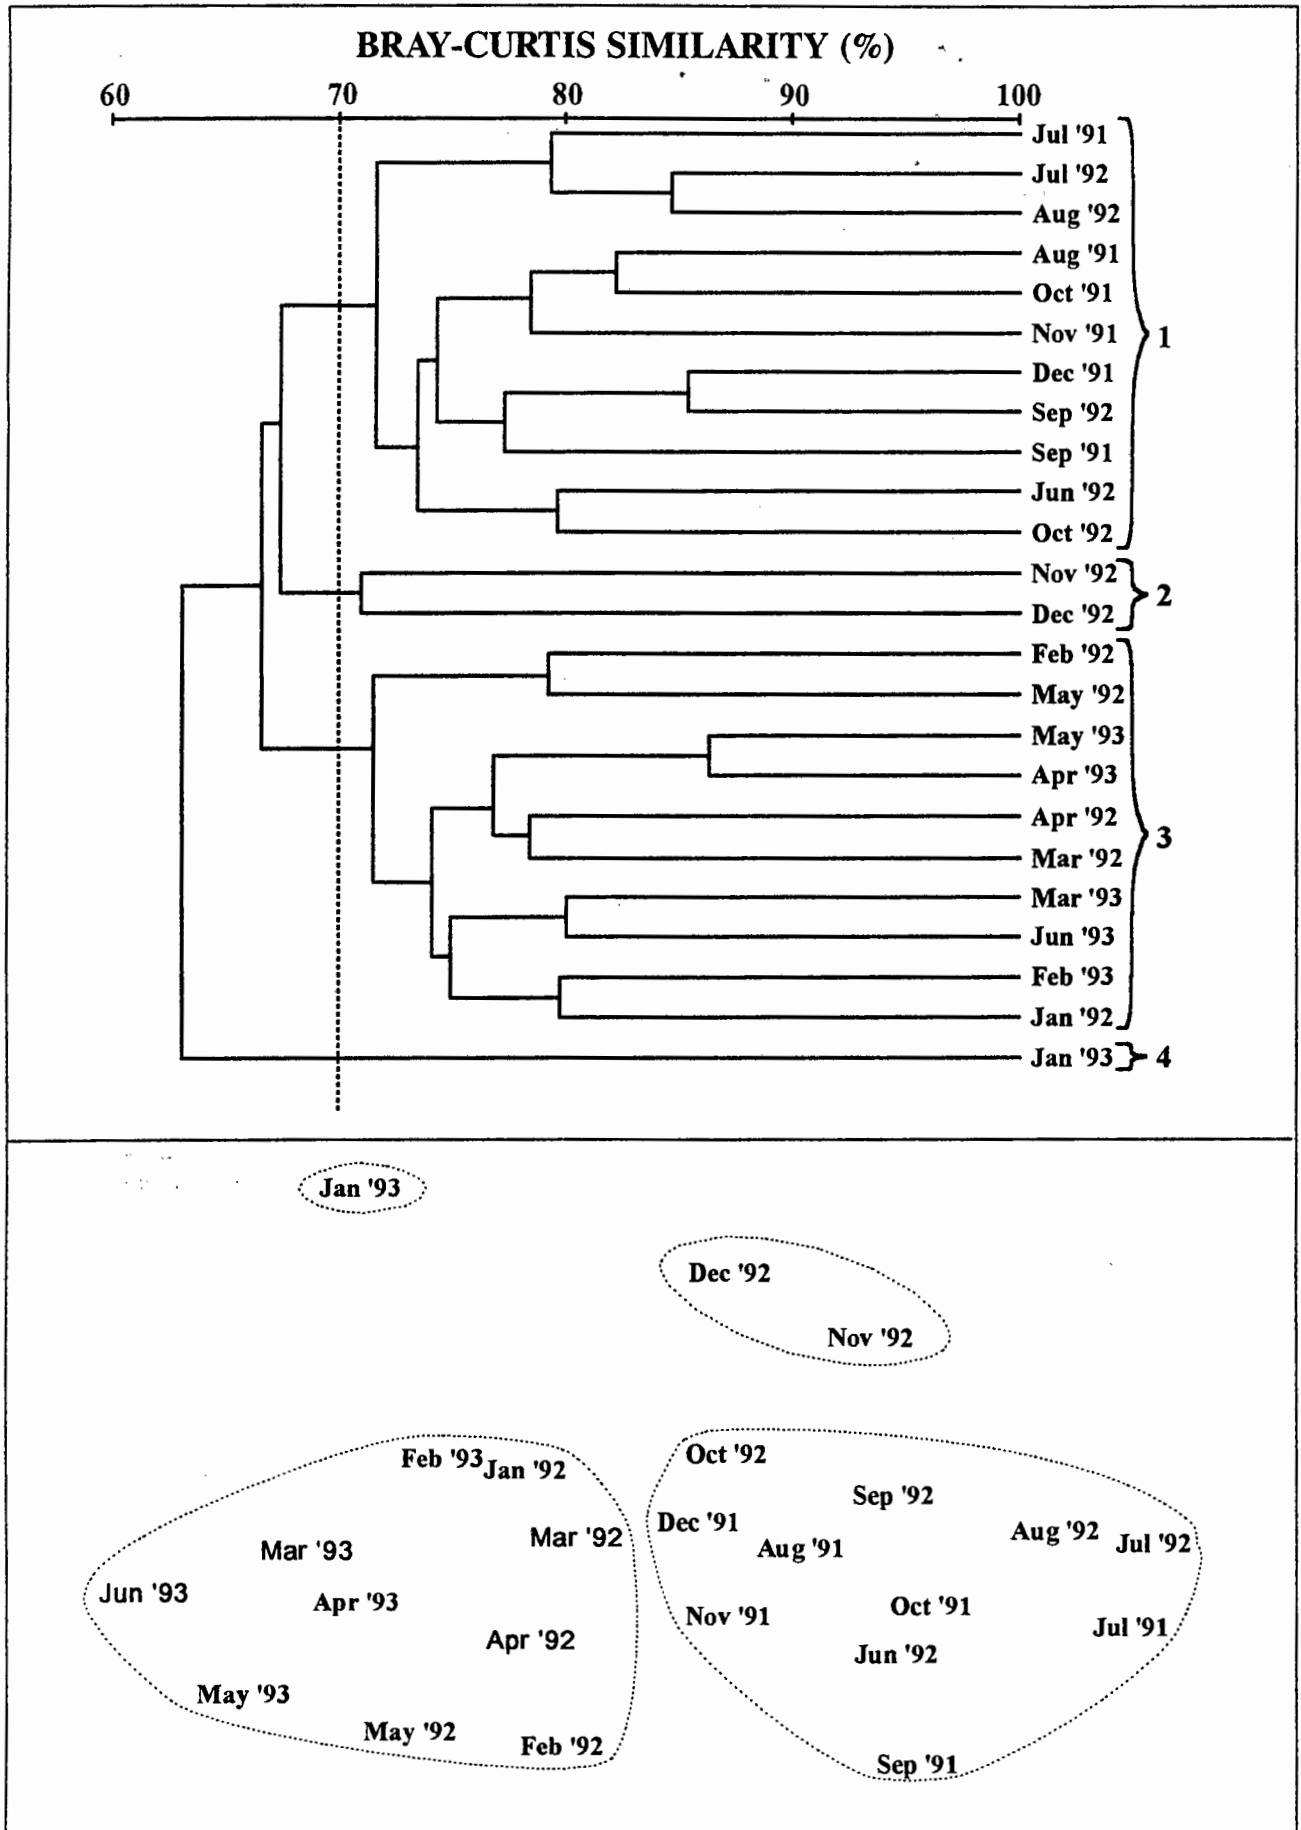 BRAY-CURTIS SIMILARITY (%)
60 70 80 90 100
Jul '91
Jul '92
Aug '92
Aug '91
Oct '91
Nov '91
1
Dec '91
Sep '92
Sep '91
Jun '92
Oct '92
Nov '92
2
Dec '92
Feb '92
May '92
May '93
Apr '93
Apr '92
3
Mar '92
Mar '93
Jun '93
Feb '93
Jan '92
Jan '93 4
Jan '93
Dec '92
Nov '92
Oct '92
Feb '93 Jan '92
Sep '92
Dec '91
Mar '92
Aug '92 Jul '92
Mar '93
Aug '91
Jun '93
Apr '93
Oct '91
Nov '91
Jul '91
Apr '92
Jun '92
May '93
May '92
Feb '92
Sep '91